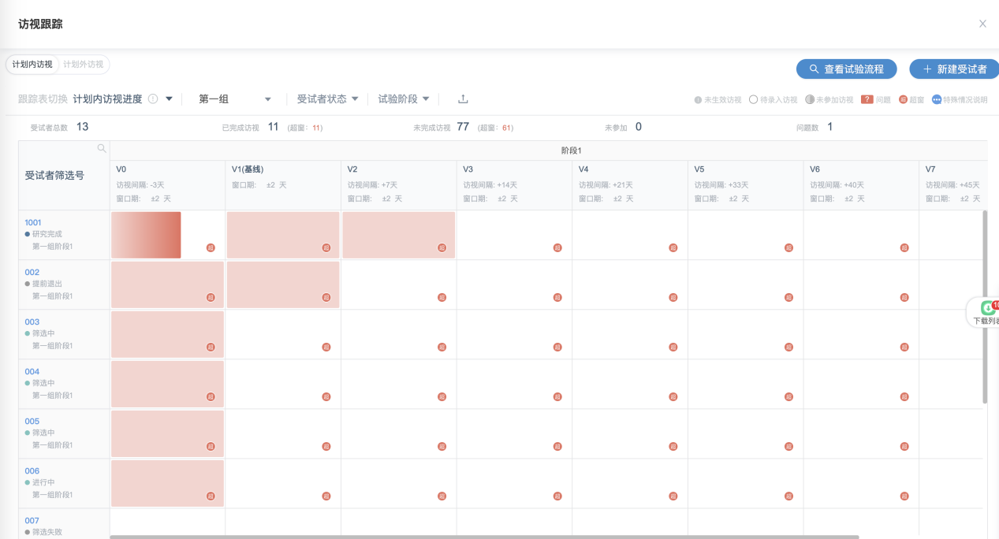 访视跟踪
计划内访视 计划外访视
查看试验流程 新建受试者
跟踪表切换 计划内访视进度 第一组 受试者状态 试验阶段 未生效访视 待录入访视 未参加访视 ? 问题 超 超窗 特殊情况说明
受试者总数 13 已完成访视 11 (超窗: 11) 未完成访视 77 (超窗: 61) 未参加 0 问题数 1
受试者筛选号 阶段1
V0 V1(基线) V2 V3 V4 V5 V6 V7
访视间隔: -3天 窗口期: ±2 天 访视间隔: +7天 访视间隔: +14天 访视间隔: +21天 访视间隔: +33天 访视间隔: +40天 访视间隔: +45天
窗口期: ±2 天 窗口期: ±2 天 窗口期: ±2 天 窗口期: ±2 天 窗口期: ±2 天 窗口期: ±2 天 窗口期: ±2 天
1001
研究完成
第一组阶段1
超 超 超 超 超 超 超
002
提前退出
第一组阶段1
超 超 超 超 超 超 超
003
筛选中
第一组阶段1
超 超 超 超 超 超 超
004
筛选中
第一组阶段1
超 超 超 超 超 超 超
005
筛选中
第一组阶段1
超 超 超 超 超 超 超
006
进行中
第一组阶段1
超 超 超 超 超 超 超
007
筛选失败
10
下载列表